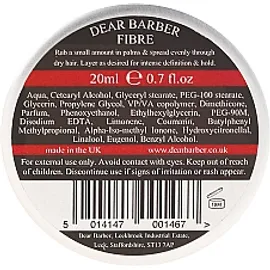 DEAR BARBER
FIBRE
Rub a small amount in palms & spread evenly through
dry hair. Layer as desired for intense definition & hold.
20ml ℮ 0.7 fl.oz
Aqua, Cetearyl Alcohol, Glyceryl stearate, PEG-100 stearate,
Glycerin, Propylene Glycol, VP/VA copolymer, Dimethicone,
Parfum, Phenoxyethanol, Ethylhexylglycerin, PEG-90M,
Disodium EDTA, Limonene, Coumarin, Butylphenyl
Methylpropional, Alpha-Iso-methyl Ionone, Hydroxycitronellal,
Linalool, Eugenol, Benzyl Alcohol.
made in the UK www.dearbarber.co.uk
For external use only. Avoid contact with eyes. Keep out of reach
of children. Discontinue use if signs of irritation or rash appear.
5 014147 001467
18M
Dear Barber, Leekbrook Industrial Estate,
Leek, Staffordshire, ST13 7AP